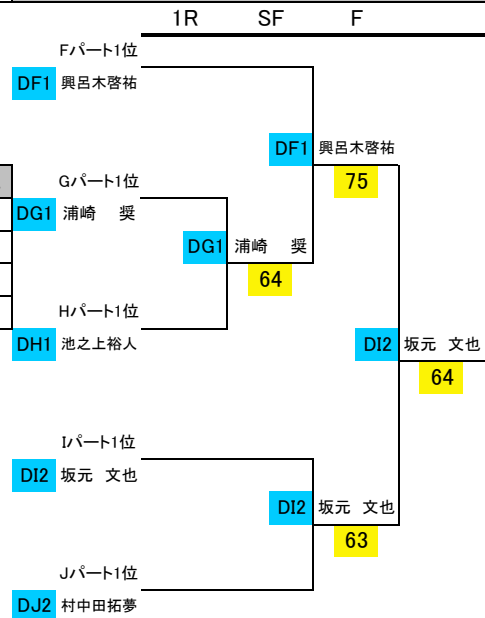 1R SF F
Fパート1位
DF1 興呂木啓祐
DF1 興呂木啓祐
75
Gパート1位
DG1 浦崎 奨
DG1 浦崎 奨
64
Hパート1位
DH1 池之上裕人
DI2 坂元 文也
64
Iパート1位
DI2 坂元 文也
DI2 坂元 文也
63
Jパート1位
DJ2 村中田拓夢